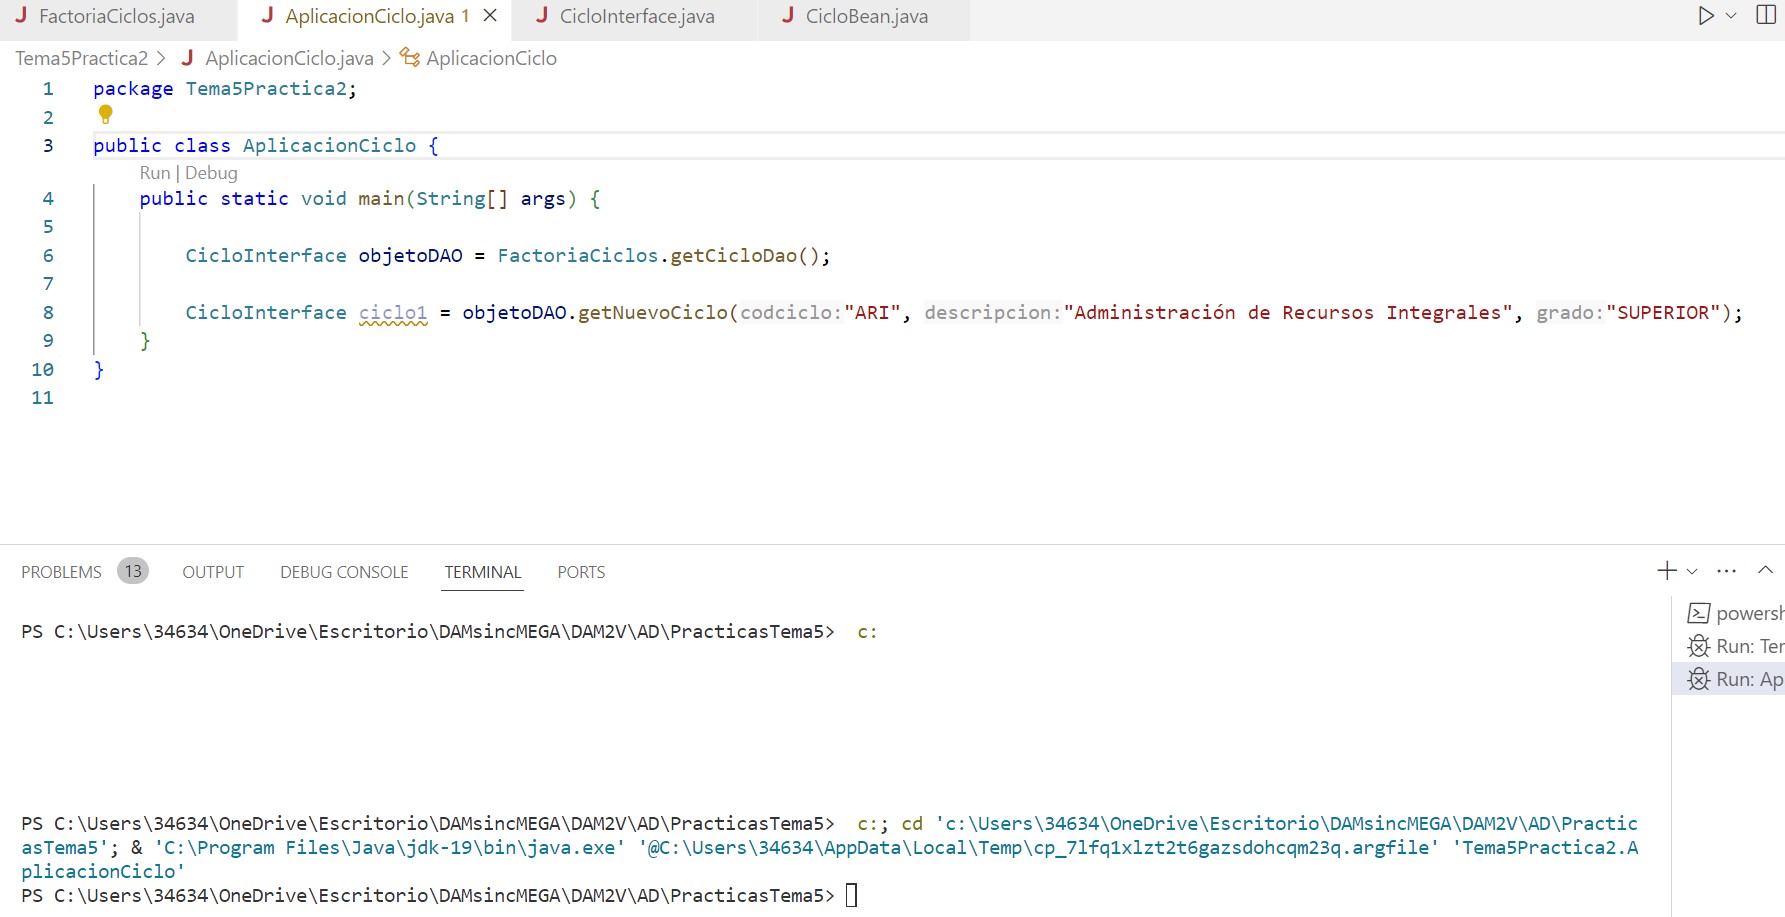 J FactoriaCiclos.java J AplicacionCiclo.java 1 J CicloInterface.java J CicloBean.java
Tema5Practica2 > J AplicacionCiclo.java > AplicacionCiclo
1 package Tema5Practica2;
2
3 public class AplicacionCiclo {
Run | Debug
4 public static void main(String[] args) {
5
6 CicloInterface objetoDAO = FactoriaCiclos.getCicloDao();
7
8 CicloInterface ciclo1 = objetoDAO.getNuevoCiclo(codciclo:"ARI", descripcion:"Administración de Recursos Integrales", grado:"SUPERIOR");
9 }
10 }
11
PROBLEMS 13 OUTPUT DEBUG CONSOLE TERMINAL PORTS
PS C:\Users\34634\OneDrive\Escritorio\DAMsincMEGA\DAM2V\AD\PracticasTema5> c:
PS C:\Users\34634\OneDrive\Escritorio\DAMsincMEGA\DAM2V\AD\PracticasTema5> c:; cd 'c:\Users\34634\OneDrive\Escritorio\DAMsincMEGA\DAM2V\AD\Practic
asTema5'; & 'C:\Program Files\Java\jdk-19\bin\java.exe' '@C:\Users\34634\AppData\Local\Temp\cp_7lfq1xlzt2t6gazsdohcqm23q.argfile' 'Tema5Practica2.A
plicacionCiclo'
PS C:\Users\34634\OneDrive\Escritorio\DAMsincMEGA\DAM2V\AD\PracticasTema5>
powersh
Run: Ter
Run: Ap